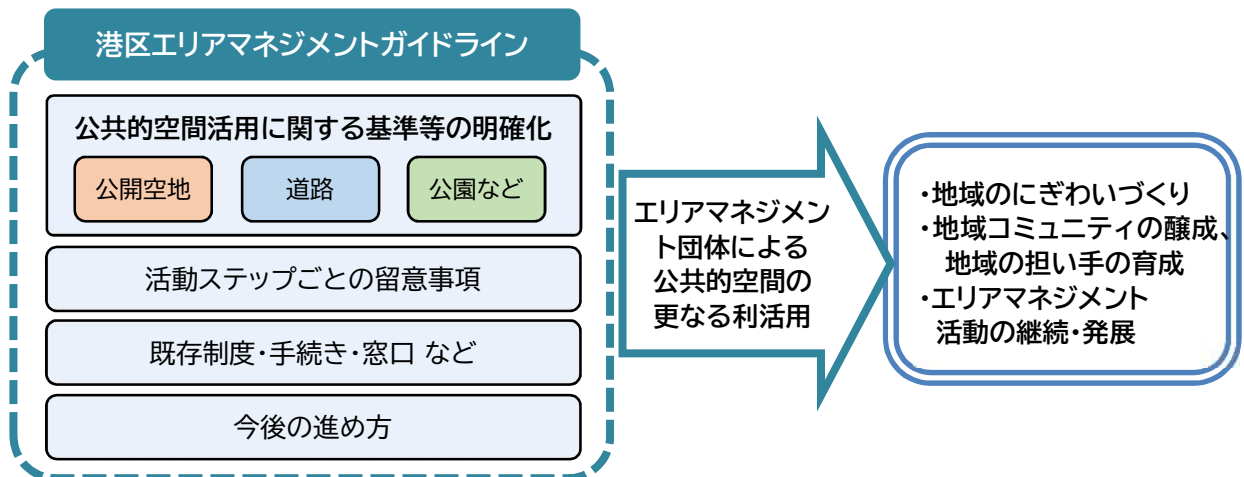 港区エリアマネジメントガイドライン
公共的空間活用に関する基準等の明確化
公開空地
道路
公園など
活動ステップごとの留意事項
既存制度・手続き・窓口 など
今後の進め方
エリアマネジメン
ト団体による
公共的空間の
更なる利活用
・地域のにぎわいづくり
・地域コミュニティの醸成、
地域の担い手の育成
・エリアマネジメント
活動の継続・発展